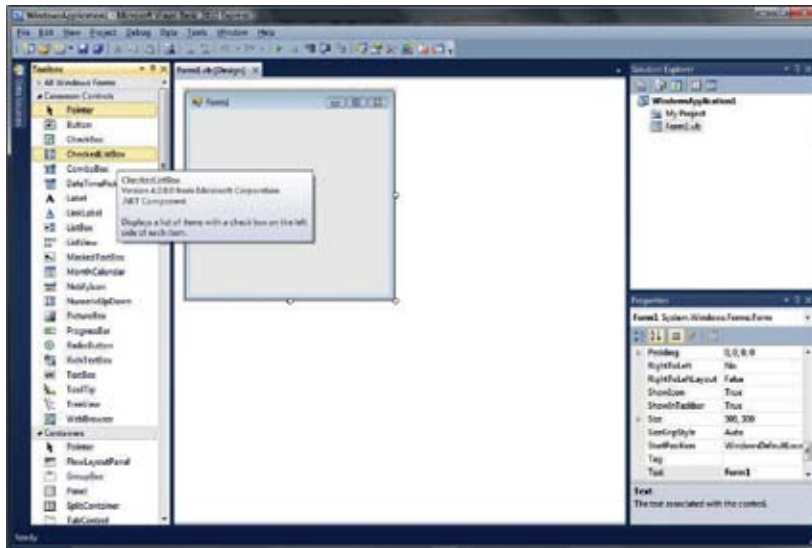 WindowsApplication1 - Microsoft Visual Basic 2010 Express
File Edit View Project Debug Data Tools Window Help
Toolbox
All Windows Forms
Common Controls
Pointer
Button
CheckBox
CheckedListBox
ComboBox
DateTimePic
Label
LinkLabel
ListBox
ListView
MaskedTextBox
MonthCalendar
NotifyIcon
NumericUpDown
PictureBox
ProgressBar
RadioButton
RichTextBox
TextBox
ToolTip
TreeView
WebBrowser
Containers
Pointer
FlowLayoutPanel
GroupBox
Panel
SplitContainer
TabControl
Form1.vb [Design]
Form1
CheckedListBox
Version 4.0.0.0 from Microsoft Corporation
.NET Component
Displays a list of items with a check box on the left
side of each item.
Solution Explorer
WindowsApplication1
My Project
Form1.vb
Properties
Form1 System.Windows.Forms.Form
Padding 0, 0, 0, 0
RightToLeft No
RightToLeftLayout False
ShowIcon True
ShowInTaskbar True
Size 300, 300
SizeGripStyle Auto
StartPosition WindowsDefaultLoca
Tag
Text Form1
Text
The text associated with the control.
Ready